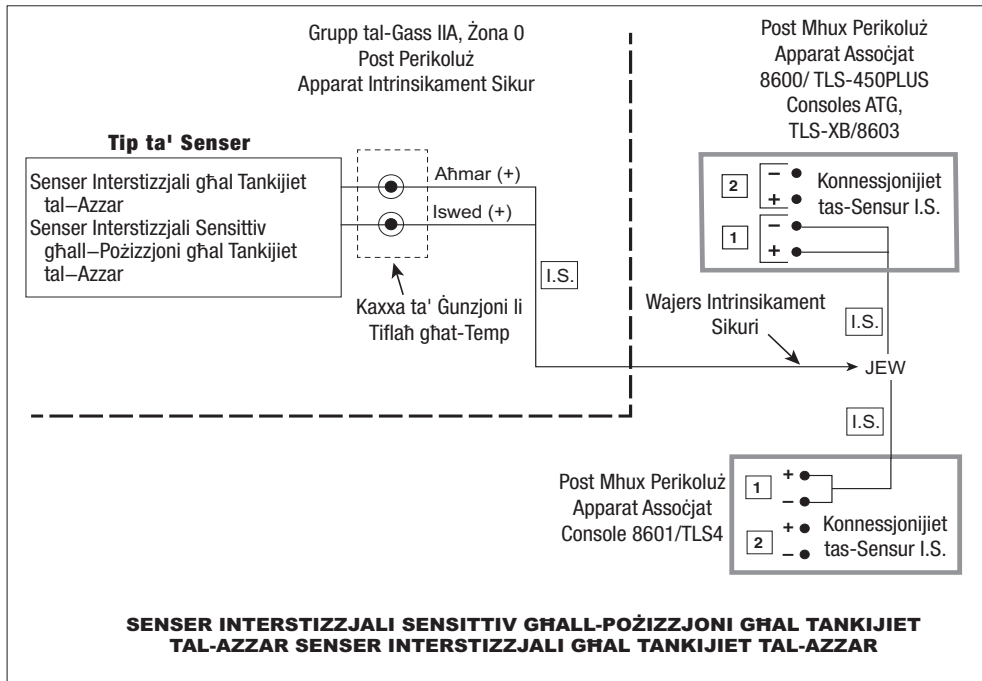 Grupp tal-Gass IIA, Żona 0
Post Perikoluż
Apparat Intrinsikament Sikur
Post Mhux Perikoluż
Apparat Assoċjat
8600/ TLS-450PLUS
Consoles ATG,
TLS-XB/8603
Tip ta' Senser
Senser Interstizzjali għal Tankijiet
tal–Azzar
Senser Interstizzjali Sensittiv
għall–Pożizzjoni għal Tankijiet
tal–Azzar
Aħmar (+)
Iswed (+)
I.S.
Kaxxa ta' Ġunzjoni li
Tiflaħ għat-Temp
2
–
+
1
–
+
Konnessjonijiet
tas-Sensur I.S.
Wajers Intrinsikament
Sikuri
I.S.
JEW
I.S.
Post Mhux Perikoluż
Apparat Assoċjat
Console 8601/TLS4
1
+
–
2
+
–
Konnessjonijiet
tas-Sensur I.S.
SENSER INTERSTIZZJALI SENSITTIV GĦALL-POŻIZZJONI GĦAL TANKIJIET
TAL-AZZAR SENSER INTERSTIZZJALI GĦAL TANKIJIET TAL-AZZAR